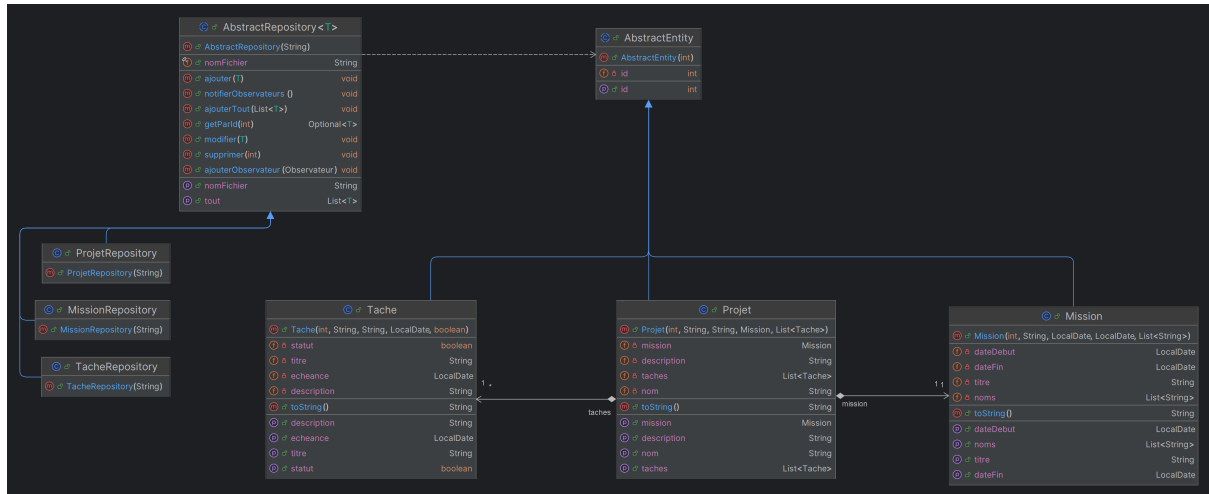 AbstractRepository<T>
AbstractRepository(String)
nomFichier String
ajouter(T) void
notifierObservateurs () void
ajouterTout(List<T>) void
getParId(int) Optional<T>
modifier(T) void
supprimer(int) void
ajouterObservateur (Observateur) void
nomFichier String
tout List<T>
AbstractEntity
AbstractEntity(int)
id int
id int
ProjetRepository
ProjetRepository(String)
MissionRepository
MissionRepository(String)
TacheRepository
TacheRepository(String)
Tache
Tache(int, String, String, LocalDate, boolean)
statut boolean
titre String
echeance LocalDate
description String
toString() String
description String
echeance LocalDate
titre String
statut boolean
1 *
taches
Projet
Projet(int, String, String, Mission, List<Tache>)
mission Mission
description String
taches List<Tache>
nom String
toString() String
mission Mission
description String
nom String
taches List<Tache>
mission
1 1
Mission
Mission(int, String, LocalDate, LocalDate, List<String>)
dateDebut LocalDate
dateFin LocalDate
titre String
noms List<String>
toString() String
dateDebut LocalDate
noms List<String>
titre String
dateFin LocalDate